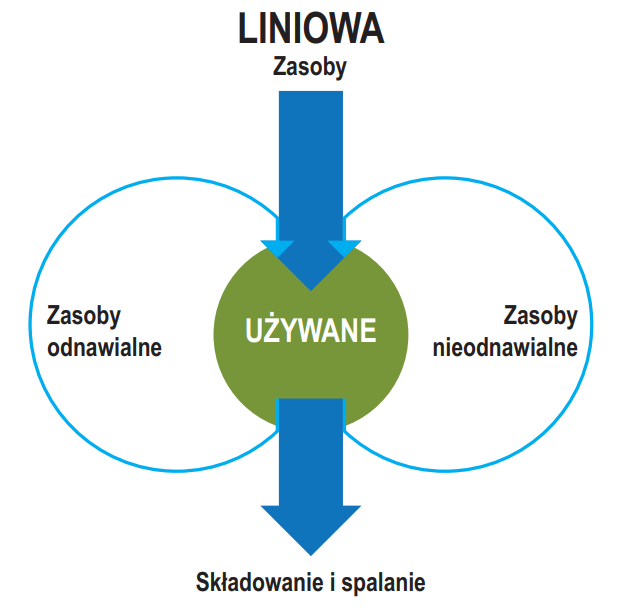 LINIOWA
Zasoby
Zasoby
odnawialne
UŻYWANE
Zasoby
nieodnawialne
Składowanie i spalanie